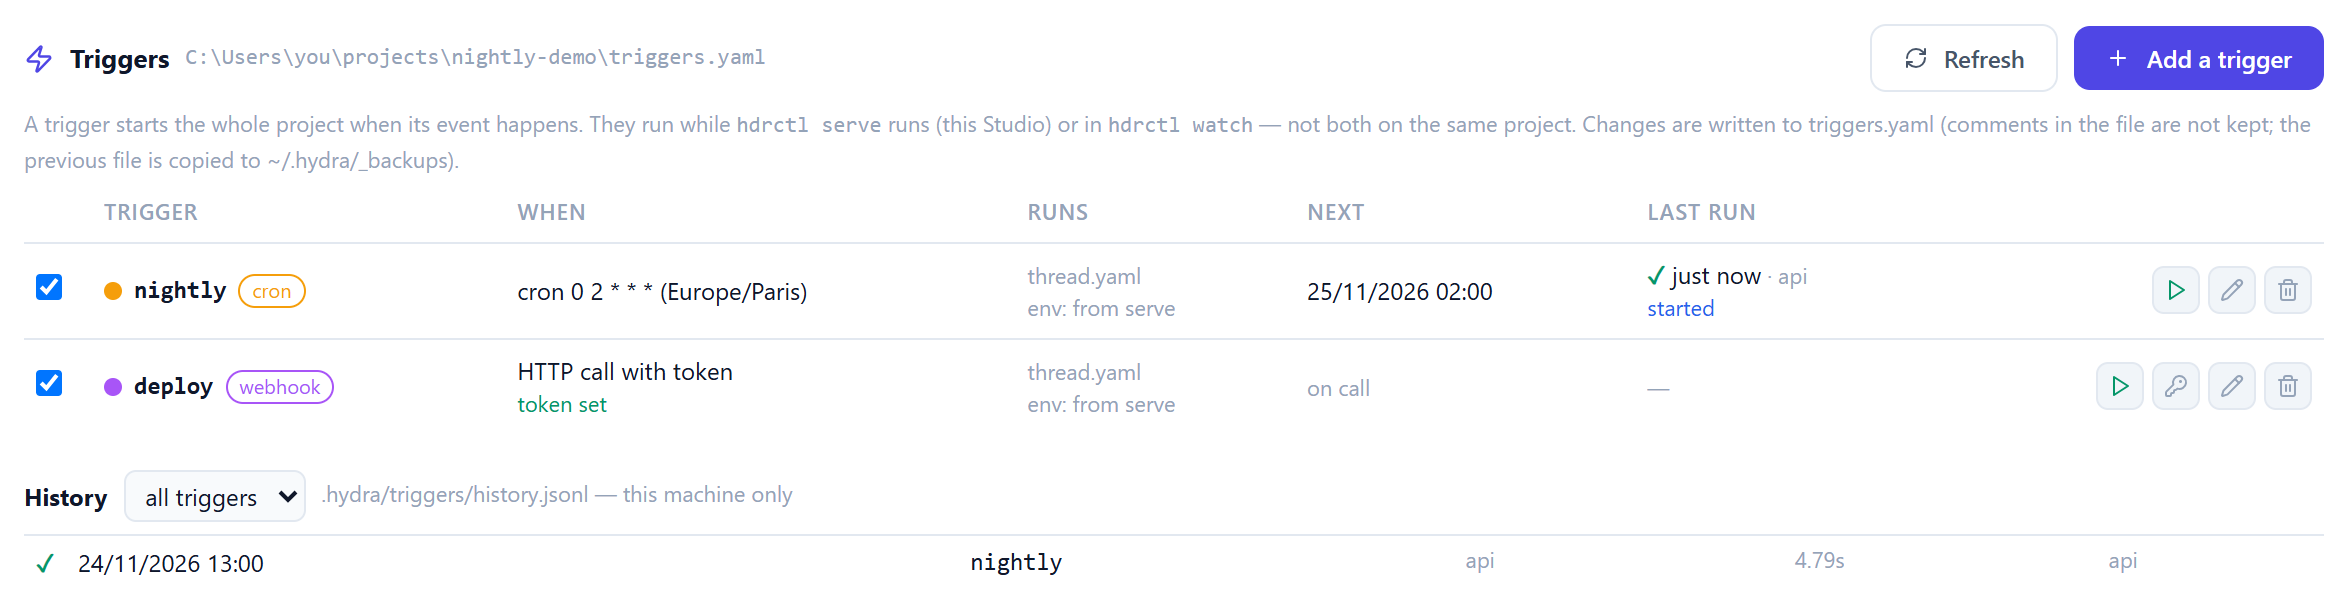 Triggers C:\Users\you\projects\nightly-demo\triggers.yaml
Refresh
+ Add a trigger
A trigger starts the whole project when its event happens. They run while hdrctl serve runs (this Studio) or in hdrctl watch — not both on the same project. Changes are written to triggers.yaml (comments in the file are not kept; the
previous file is copied to ~/.hydra/_backups).
TRIGGER WHEN RUNS NEXT LAST RUN
nightly cron cron 0 2 * * * (Europe/Paris) thread.yaml 25/11/2026 02:00 ✓ just now · api
env: from serve started
deploy webhook HTTP call with token thread.yaml on call —
token set env: from serve
History all triggers .hydra/triggers/history.jsonl — this machine only
✓ 24/11/2026 13:00 nightly api 4.79s api